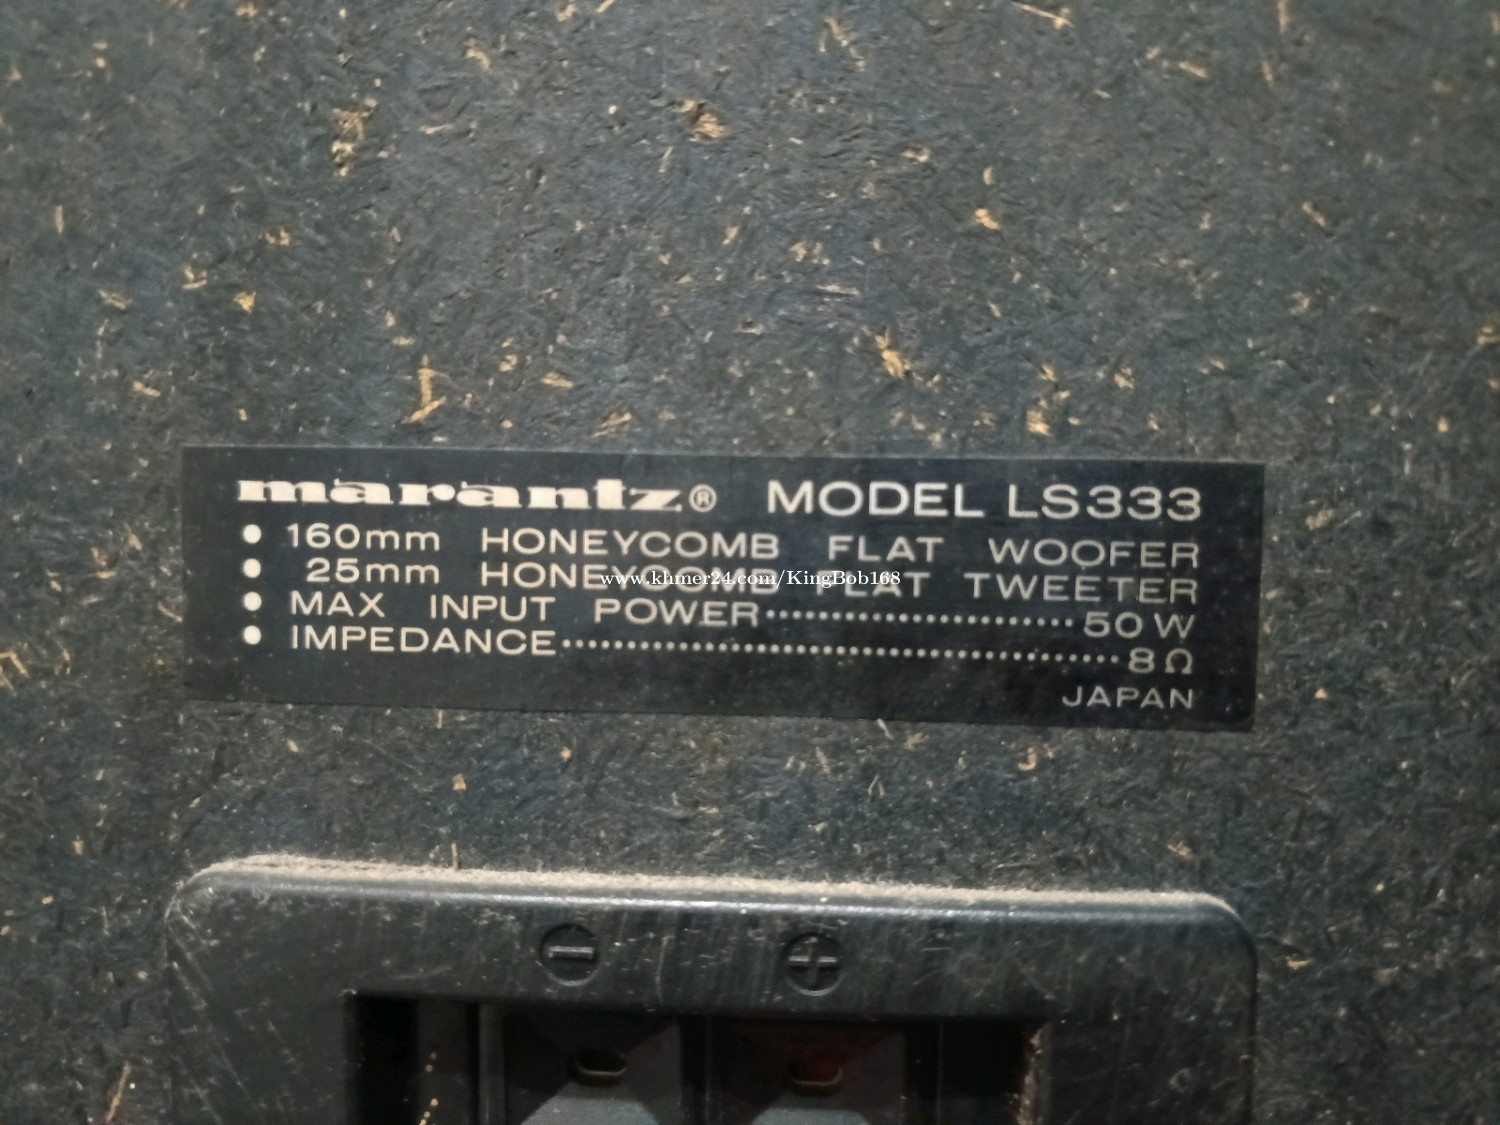 marantz® MODEL LS333
• 160mm HONEYCOMB FLAT WOOFER
• 25mm HONEYCOMB FLAT TWEETER
www.khmer24.com/KingBob168
• MAX INPUT POWER························50W
• IMPEDANCE················································8Ω
JAPAN
− +